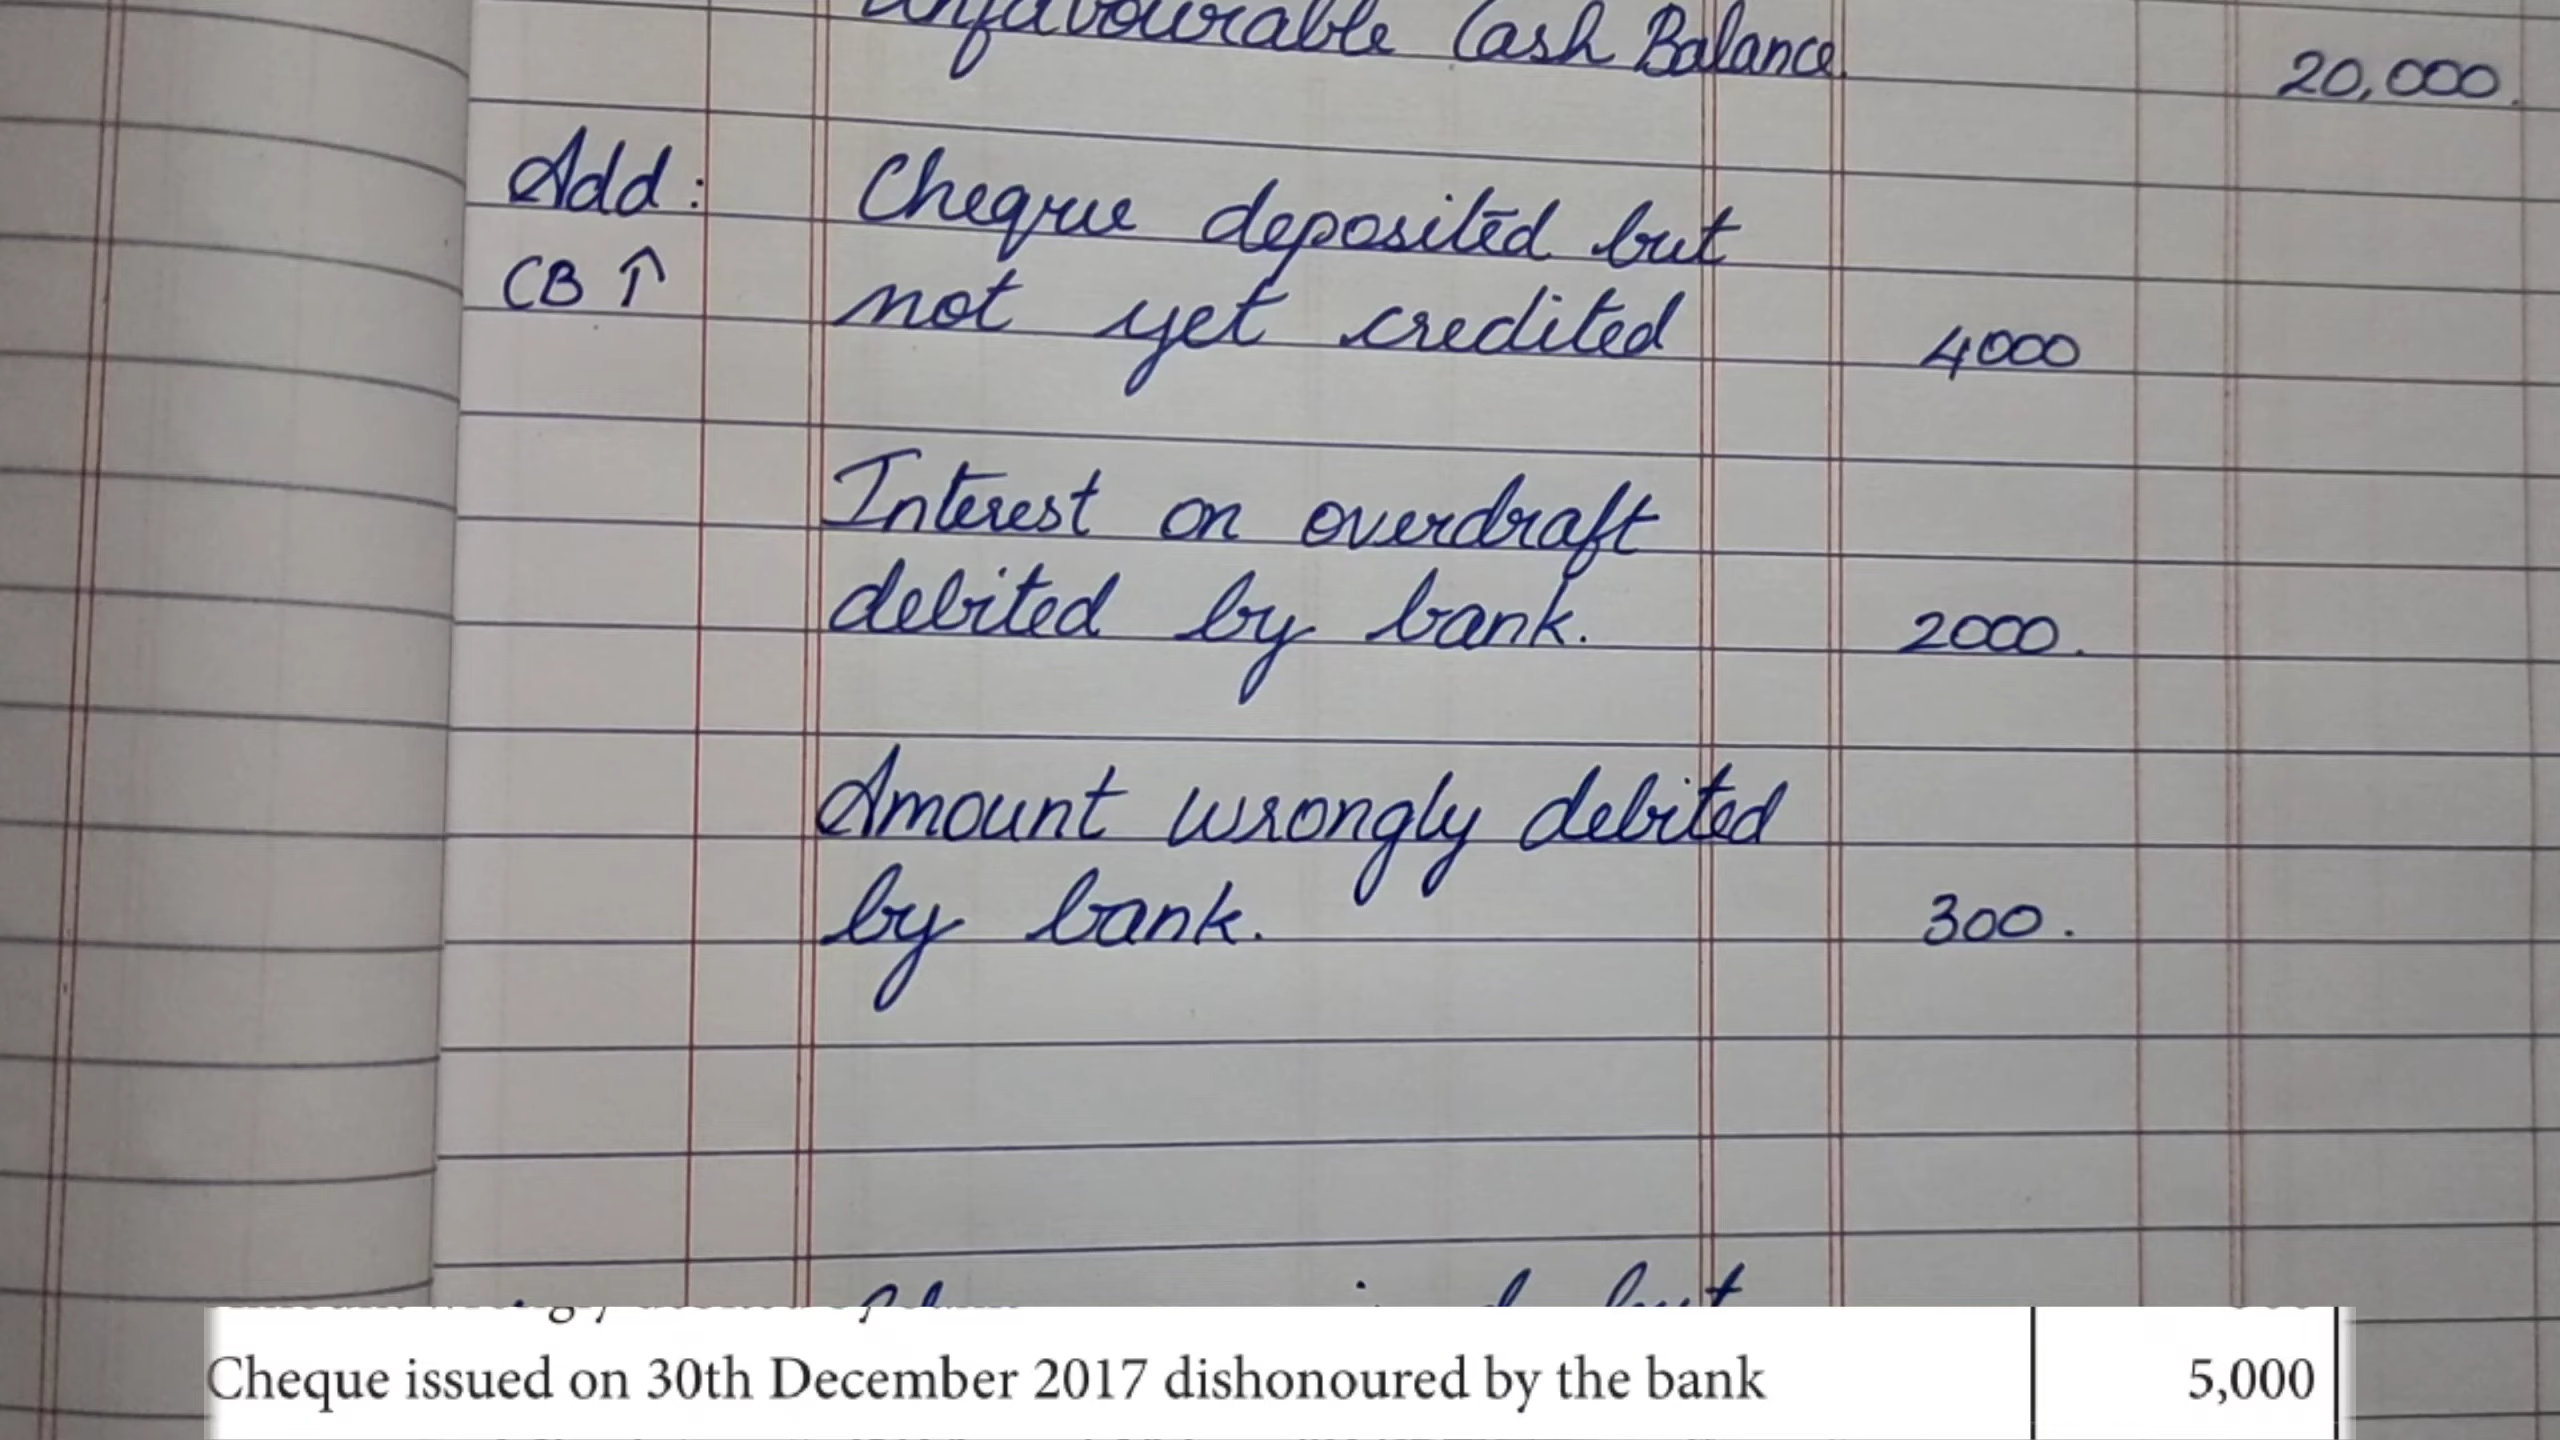 Unfavourable Cash Balance 20,000.
Add: Cheque deposited but
CB ↑ not yet credited 4000
Interest on overdraft
debited by bank. 2000.
Amount wrongly debited
by bank. 300.
but
Cheque issued on 30th December 2017 dishonoured by the bank 5,000